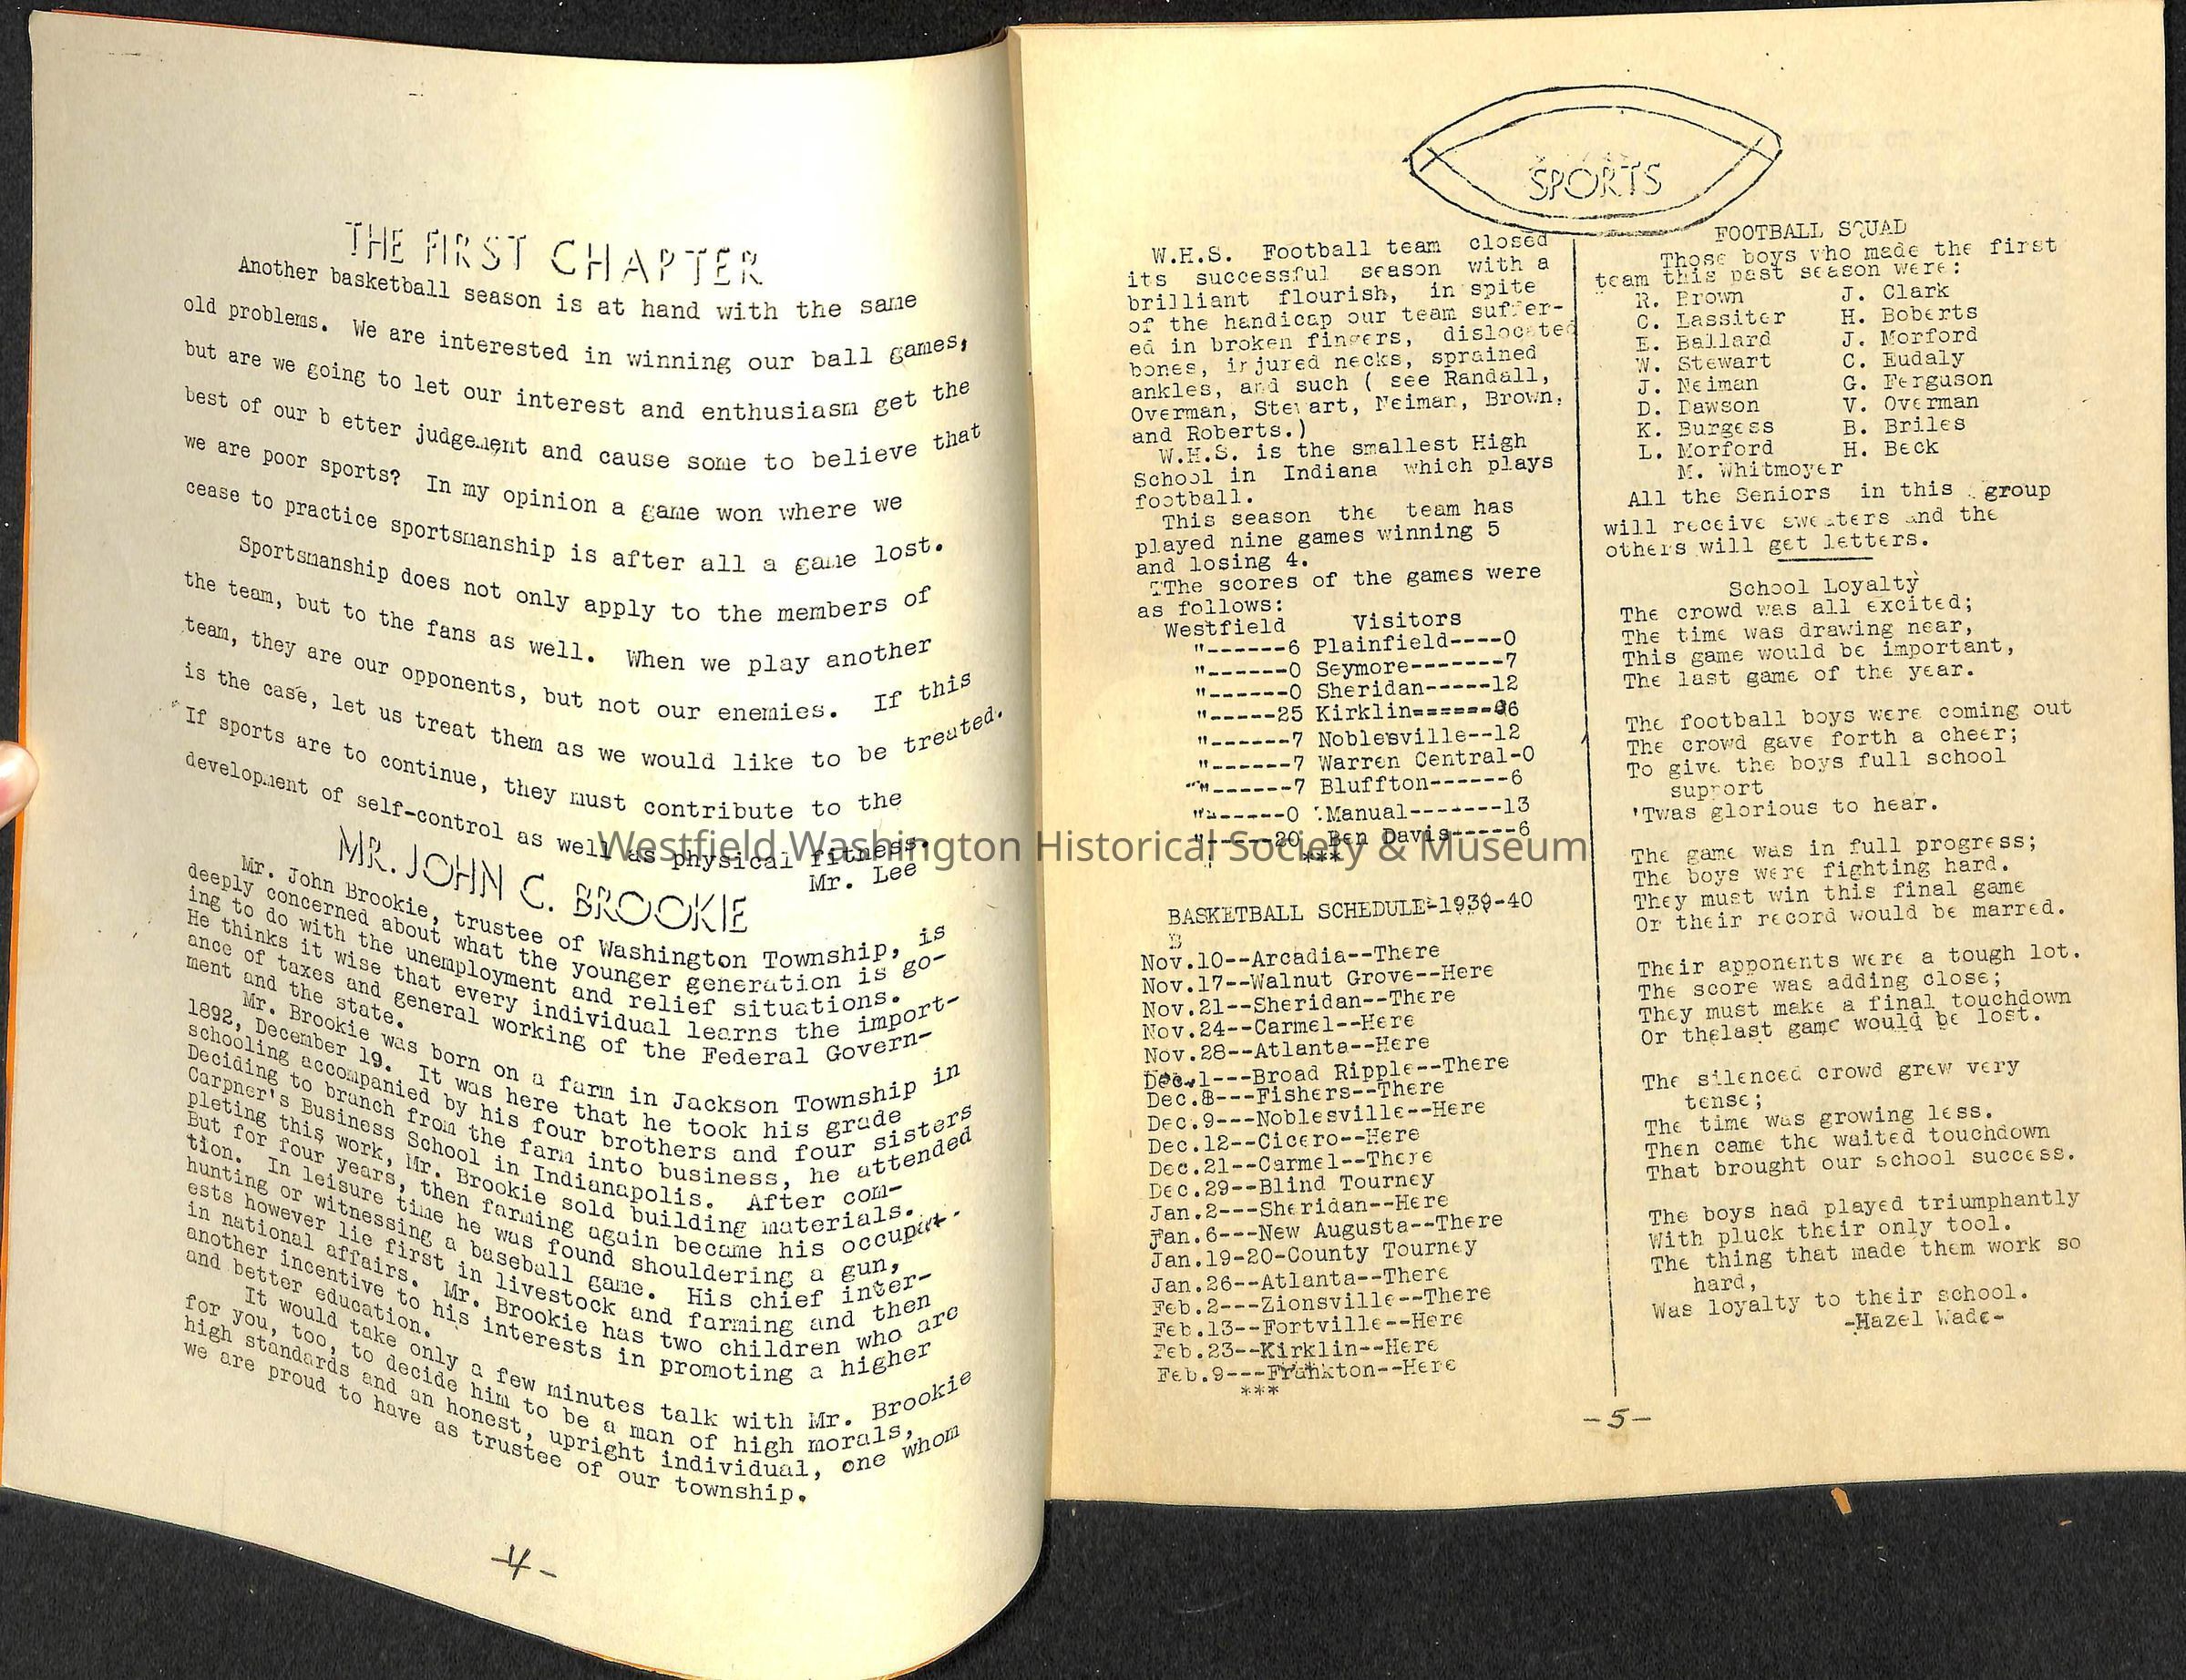 THE FIRST CHAPTER
Another basketball season is at hand with the same
old problems. We are interested in winning our ball games,
but are we going to let our interest and enthusiasm get the
best of our b etter judgement and cause some to believe that
we are poor sports? In my opinion a game won where we
cease to practice sportsmanship is after all a game lost.
Sportsmanship does not only apply to the members of
the team, but to the fans as well. When we play another
team, they are our opponents, but not our enemies. If this
is the case, let us treat them as we would like to be treated.
If sports are to continue, they must contribute to the
development of self-control as well as physical fitness.
Mr. Lee
MR. JOHN C. BROOKIE
Mr. John Brookie, trustee of Washington Township, is
deeply concerned about what the younger generation is go-
ing to do with the unemployment and relief situations.
He thinks it wise that every individual learns the import-
ance of taxes and general working of the Federal Govern-
ment and the state.
Mr. Brookie was born on a farm in Jackson Township in
1892, December 19. It was here that he took his grade
schooling accompanied by his four brothers and four sisters
Deciding to branch from the farm into business, he attended
Carpner's Business School in Indianapolis. After com-
pleting this work, Mr. Brookie sold building materials.
But for four years, then farming again became his occupat-
tion. In leisure time he was found shouldering a gun,
hunting or witnessing a baseball game. His chief inter-
ests however lie first in livestock and farming and then
in national affairs. Mr. Brookie has two children who are
another incentive to his interests in promoting a higher
and better education.
It would take only a few minutes talk with Mr. Brookie
for you, too, to decide him to be a man of high morals,
high standards and an honest, upright individual, one whom
we are proud to have as trustee of our township.
-4-
SPORTS
W.H.S. Football team closed
its successful season with a
brilliant flourish, in spite
of the handicap our team suffer-
ed in broken fingers, dislocated
bones, injured necks, sprained
ankles, and such ( see Randall,
Overman, Stewart, Neiman, Brown,
and Roberts.)
W.H.S. is the smallest High
School in Indiana which plays
football.
This season the team has
played nine games winning 5
and losing 4.
The scores of the games were
as follows:
Westfield Visitors
"------6 Plainfield----0
"------0 Seymore-------7
"------0 Sheridan-----12
"-----25 Kirklin======-06
"------7 Noblesville--12
"------7 Warren Central-0
"------7 Bluffton------6
"------0 Manual-------13
"-----20 Ben Davis-----6
***
BASKETBALL SCHEDULE-1939-40
B
Nov.10--Arcadia--There
Nov.17--Walnut Grove--Here
Nov.21--Sheridan--There
Nov.24--Carmel--Here
Nov.28--Atlanta--Here
Dec.1---Broad Ripple--There
Dec.8---Fishers--There
Dec.9---Noblesville--Here
Dec.12--Cicero--Here
Dec.21--Carmel--There
Dec.29--Blind Tourney
Jan.2---Sheridan--Here
Jan.6---New Augusta--There
Jan.19-20-County Tourney
Jan.26--Atlanta--There
Feb.2---Zionsville--There
Feb.13--Fortville--Here
Feb.23--Kirklin--Here
Feb.9---Frankton--Here
***
FOOTBALL SQUAD
Those boys who made the first
team this past season were:
R. Brown J. Clark
C. Lassiter H. Boberts
E. Ballard J. Morford
W. Stewart C. Eudaly
J. Neiman G. Ferguson
D. Dawson V. Overman
K. Burgess B. Briles
L. Morford H. Beck
M. Whitmoyer
All the Seniors in this group
will receive sweaters and the
others will get letters.
School Loyalty
The crowd was all excited;
The time was drawing near,
This game would be important,
The last game of the year.
The football boys were coming out
The crowd gave forth a cheer;
To give the boys full school
support
'Twas glorious to hear.
The game was in full progress;
The boys were fighting hard.
They must win this final game
Or their record would be marred.
Their apponents were a tough lot.
The score was adding close;
They must make a final touchdown
Or thelast game would be lost.
The silenced crowd grew very
tense;
The time was growing less.
Then came the waited touchdown
That brought our school success.
The boys had played triumphantly
With pluck their only tool.
The thing that made them work so
hard,
Was loyalty to their school.
-Hazel Wade-
-5-
Westfield Washington Historical Society & Museum